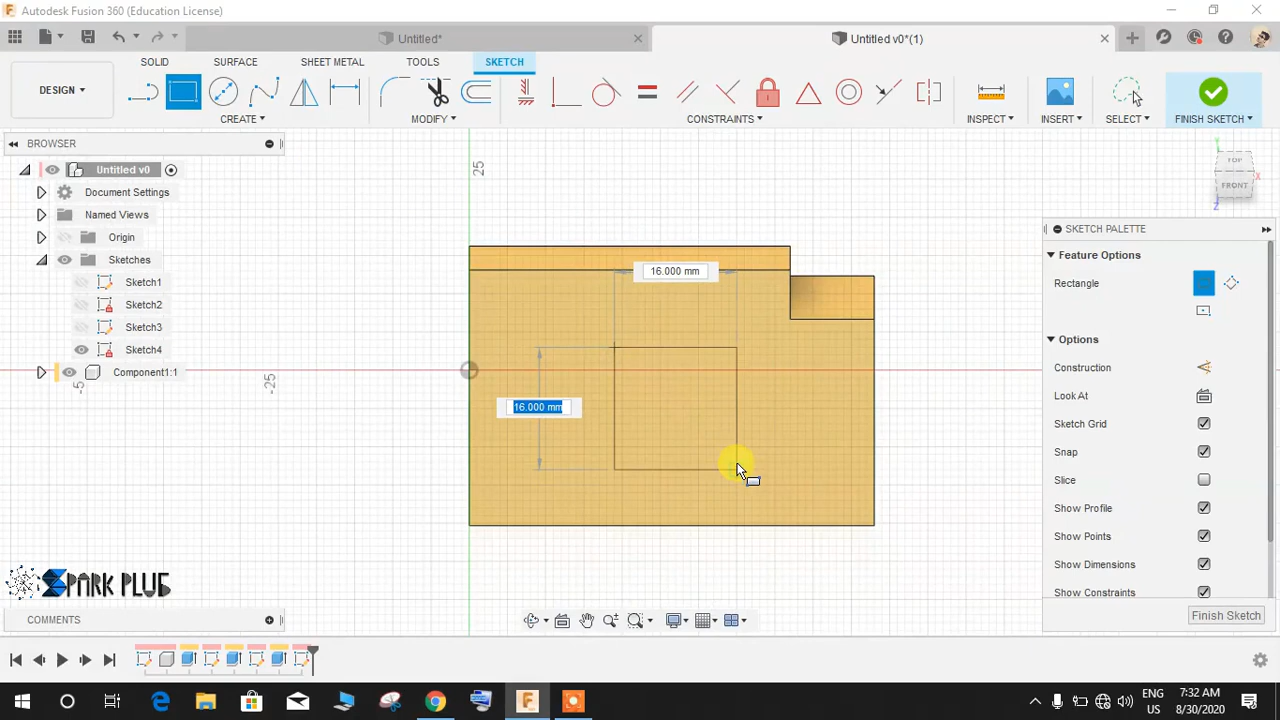 Autodesk Fusion 360 (Education License)
Untitled*
Untitled v0*(1)
SOLID SURFACE SHEET METAL TOOLS SKETCH
DESIGN
CREATE MODIFY CONSTRAINTS INSPECT INSERT SELECT FINISH SKETCH
BROWSER
Untitled v0
Document Settings
Named Views
Origin
Sketches
Sketch1
Sketch2
Sketch3
Sketch4
Component1:1
25
-25
-5
16.000 mm
16.000 mm
TOP
FRONT
Y
X
Z
SKETCH PALETTE
Feature Options
Rectangle
Options
Construction
Look At
Sketch Grid
Snap
Slice
Show Profile
Show Points
Show Dimensions
Show Constraints
Finish Sketch
SPARK PLUG
COMMENTS
ENG
US
7:32 AM
8/30/2020